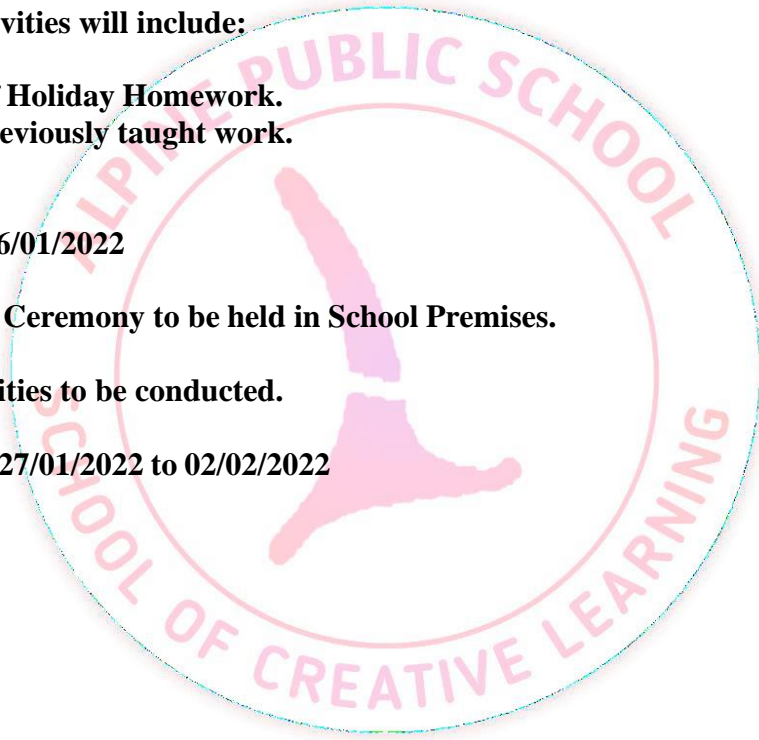 ivities will include:
f Holiday Homework.
eviously taught work.
6/01/2022
Ceremony to be held in School Premises.
ities to be conducted.
27/01/2022 to 02/02/2022
ALPINE PUBLIC SCHOOL
SCHOOL OF CREATIVE LEARNING